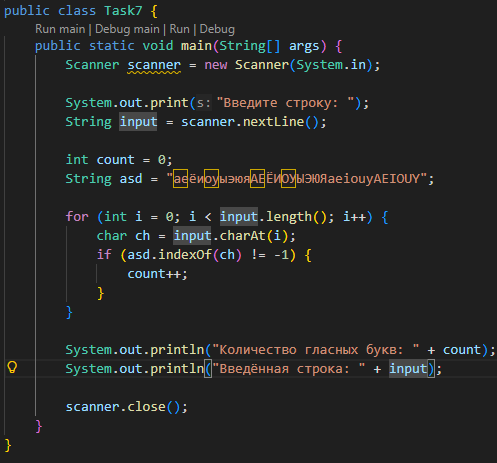 public class Task7 {
Run main | Debug main | Run | Debug
public static void main(String[] args) {
Scanner scanner = new Scanner(System.in);
System.out.print(s: "Введите строку: ");
String input = scanner.nextLine();
int count = 0;
String asd = "аеёиоуыэюяАЕЁИОУЫЭЮЯaeiouyAEIOUY";
for (int i = 0; i < input.length(); i++) {
char ch = input.charAt(i);
if (asd.indexOf(ch) != -1) {
count++;
}
}
System.out.println("Количество гласных букв: " + count);
System.out.println("Введённая строка: " + input);
scanner.close();
}
}